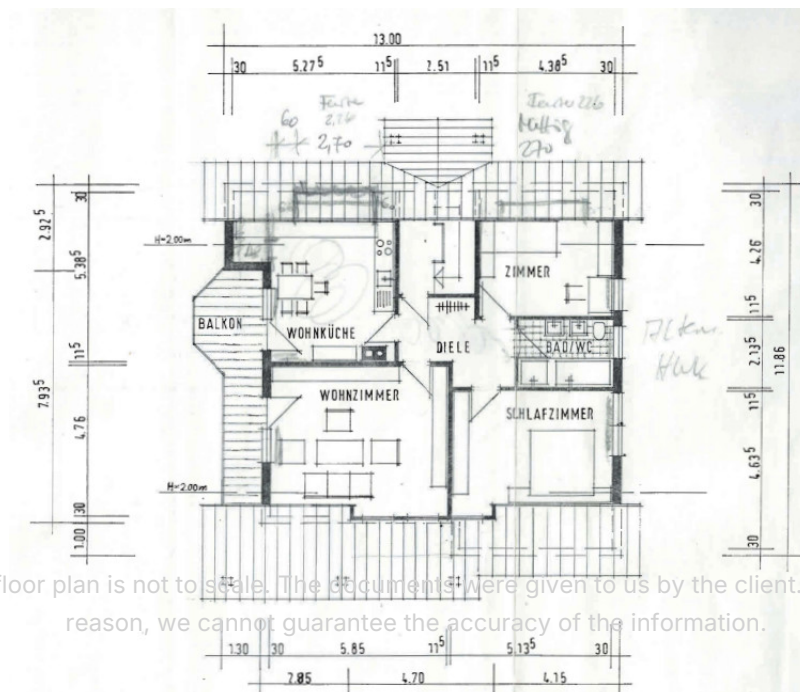 13.00
30 5.27⁵ 11⁵ 2.51 11⁵ 4.38⁵ 30
60
2,70
270
30
2.92⁵
5.38⁵
11⁵
7.93⁵
4.76
30
1.00
H=2.00m
BALKON
WOHNKÜCHE
DIELE
ZIMMER
BAD/WC
WOHNZIMMER
SCHLAFZIMMER
H=2.00m
30
4.26
11⁵
2.13⁵
11.86
11⁵
4.63⁵
30
floor plan is not to scale. The documents were given to us by the client.
reason, we cannot guarantee the accuracy of the information.
1.30 30 5.85 11⁵ 5.13⁵ 30
2.85 4.70 4.15